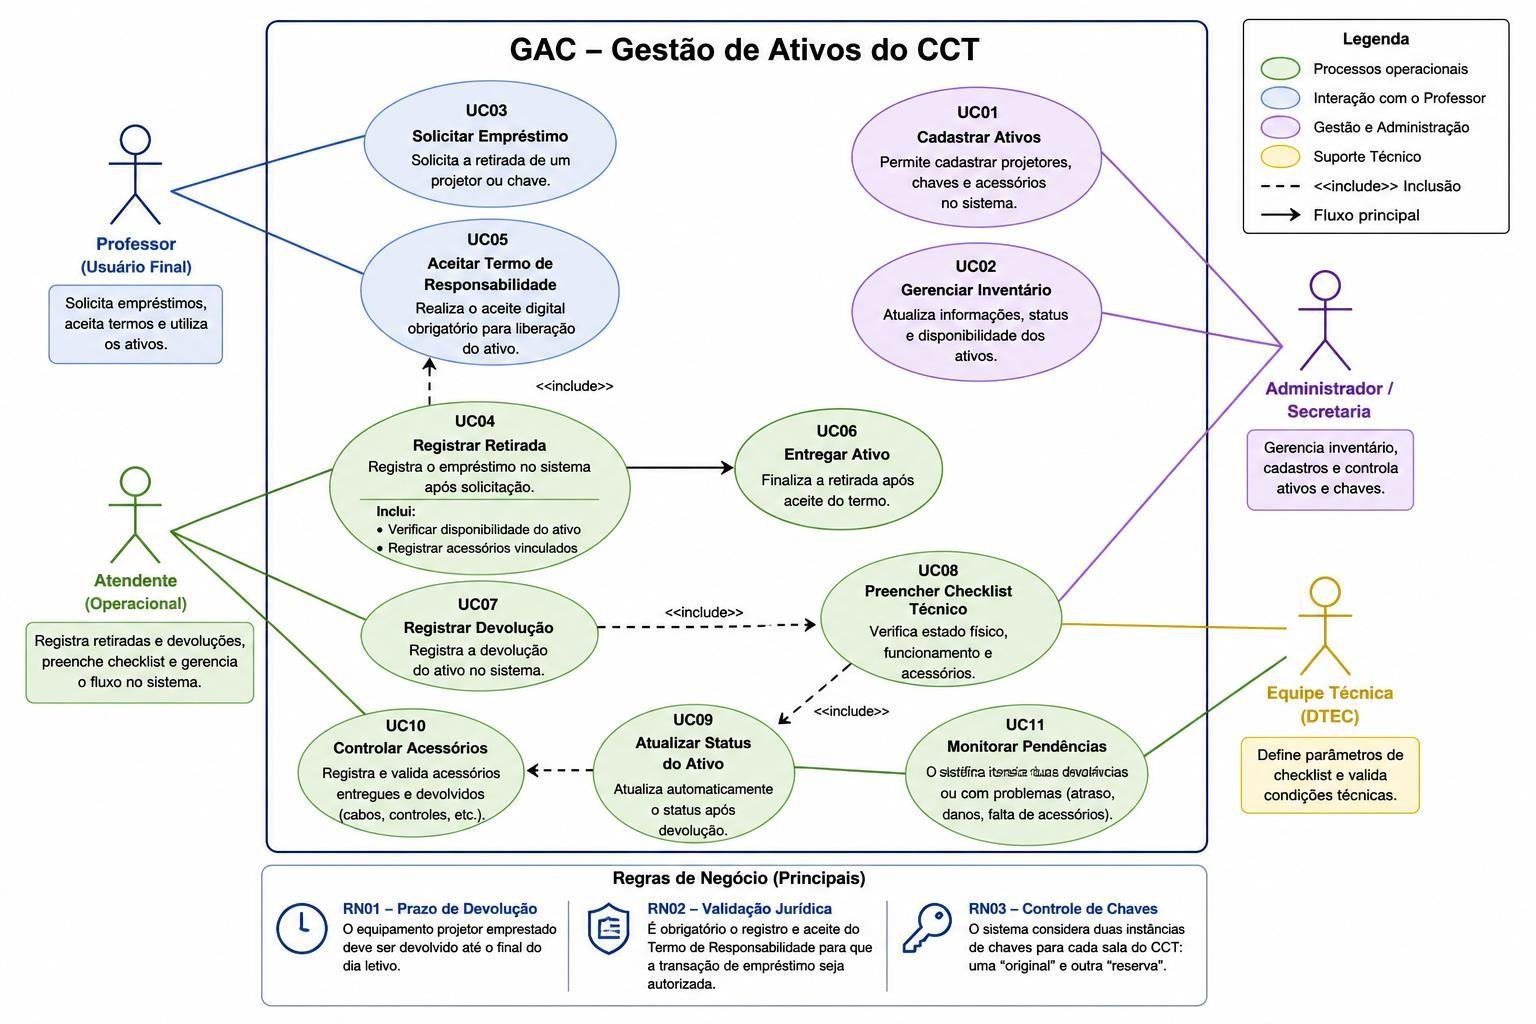 GAC – Gestão de Ativos do CCT
Legenda
Processos operacionais
Interação com o Professor
Gestão e Administração
Suporte Técnico
<<include>> Inclusão
Fluxo principal
Professor
(Usuário Final)
Solicita empréstimos,
aceita termos e utiliza
os ativos.
UC03
Solicitar Empréstimo
Solicita a retirada de um
projetor ou chave.
UC05
Aceitar Termo de
Responsabilidade
Realiza o aceite digital
obrigatório para liberação
do ativo.
UC01
Cadastrar Ativos
Permite cadastrar projetores,
chaves e acessórios
no sistema.
UC02
Gerenciar Inventário
Atualiza informações, status
e disponibilidade dos
ativos.
Administrador /
Secretaria
Gerencia inventário,
cadastros e controla
ativos e chaves.
<<include>>
UC04
Registrar Retirada
Registra o empréstimo no sistema
após solicitação.
Inclui:
• Verificar disponibilidade do ativo
• Registrar acessórios vinculados
UC06
Entregar Ativo
Finaliza a retirada após
aceite do termo.
Atendente
(Operacional)
Registra retiradas e devoluções,
preenche checklist e gerencia
o fluxo no sistema.
UC07
Registrar Devolução
Registra a devolução
do ativo no sistema.
<<include>>
UC08
Preencher Checklist
Técnico
Verifica estado físico,
funcionamento e
acessórios.
Equipe Técnica
(DTEC)
Define parâmetros de
checklist e valida
condições técnicas.
<<include>>
UC10
Controlar Acessórios
Registra e valida acessórios
entregues e devolvidos
(cabos, controles, etc.).
UC09
Atualizar Status
do Ativo
Atualiza automaticamente
o status após
devolução.
UC11
Monitorar Pendências
O
ou com problemas (atraso,
danos, falta de acessórios).
Regras de Negócio (Principais)
RN01 – Prazo de Devolução
O equipamento projetor emprestado
deve ser devolvido até o final do
dia letivo.
RN02 – Validação Jurídica
É obrigatório o registro e aceite do
Termo de Responsabilidade para que
a transação de empréstimo seja
autorizada.
RN03 – Controle de Chaves
O sistema considera duas instâncias
de chaves para cada sala do CCT:
uma “original” e outra “reserva”.